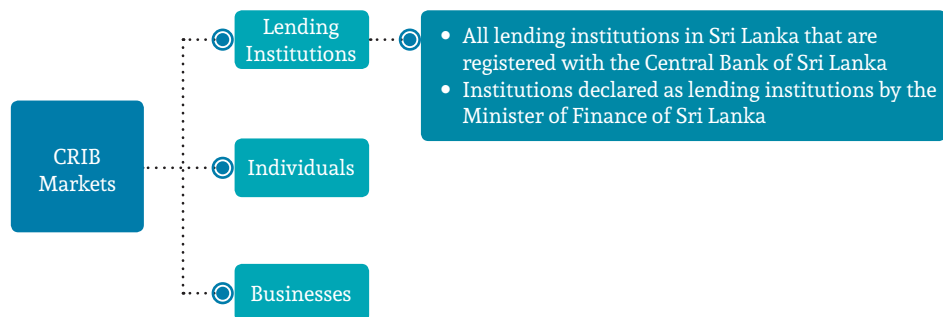 CRIB
Markets
Lending
Institutions
• All lending institutions in Sri Lanka that are
registered with the Central Bank of Sri Lanka
• Institutions declared as lending institutions by the
Minister of Finance of Sri Lanka
Individuals
Businesses